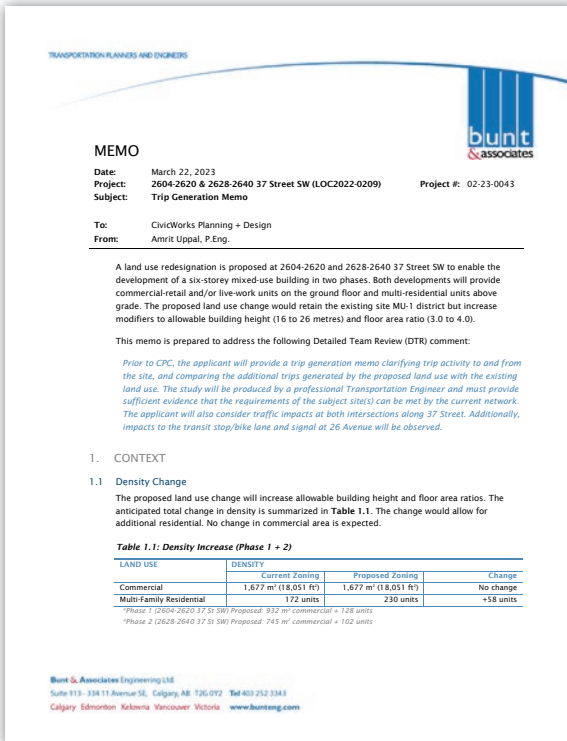 TRANSPORTATION PLANNERS AND ENGINEERS
bunt
& associates
MEMO
Date: March 22, 2023
Project: 2604-2620 & 2628-2640 37 Street SW (LOC2022-0209) Project #: 02-23-0043
Subject: Trip Generation Memo
To: CivicWorks Planning + Design
From: Amrit Uppal, P.Eng.
A land use redesignation is proposed at 2604-2620 and 2628-2640 37 Street SW to enable the
development of a six-storey mixed-use building in two phases. Both developments will provide
commercial-retail and/or live-work units on the ground floor and multi-residential units above
grade. The proposed land use change would retain the existing site MU-1 district but increase
modifiers to allowable building height (16 to 26 metres) and floor area ratio (3.0 to 4.0).
This memo is prepared to address the following Detailed Team Review (DTR) comment:
Prior to CPC, the applicant will provide a trip generation memo clarifying trip activity to and from
the site, and comparing the additional trips generated by the proposed land use with the existing
land use. The study will be produced by a professional Transportation Engineer and must provide
sufficient evidence that the requirements of the subject site(s) can be met by the current network.
The applicant will also consider traffic impacts at both intersections along 37 Street. Additionally,
impacts to the transit stop/bike lane and signal at 26 Avenue will be observed.
1. CONTEXT
1.1 Density Change
The proposed land use change will increase allowable building height and floor area ratios. The
anticipated total change in density is summarized in Table 1.1. The change would allow for
additional residential. No change in commercial area is expected.
Table 1.1: Density Increase (Phase 1 + 2)
LAND USE DENSITY
Current Zoning Proposed Zoning Change
Commercial 1,677 m² (18,051 ft²) 1,677 m² (18,051 ft²) No change
Multi-Family Residential 172 units 230 units +58 units
*Phase 1 (2604-2620 37 St SW) Proposed: 932 m² commercial + 128 units
*Phase 2 (2628-2640 37 St SW) Proposed: 745 m² commercial + 102 units
Bunt & Associates Engineering Ltd.
Suite 113 - 334 11 Avenue SE, Calgary, AB T2G 0Y2 Tel 403 252 3343
Calgary Edmonton Kelowna Vancouver Victoria www.bunteng.com